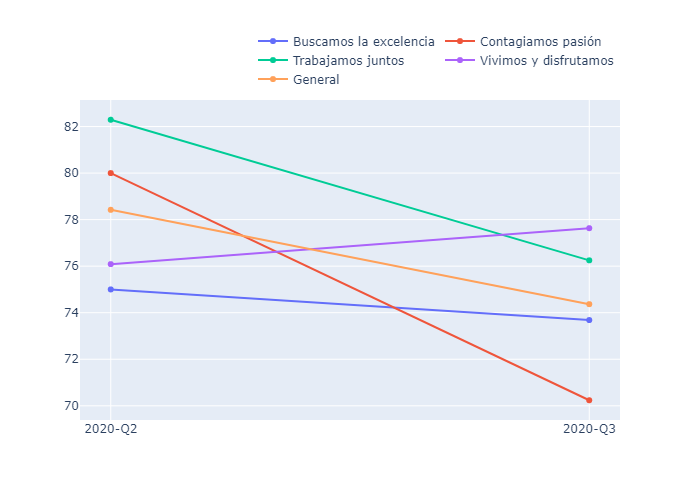 Buscamos la excelencia Contagiamos pasión
Trabajamos juntos Vivimos y disfrutamos
General
82
80
78
76
74
72
70
2020-Q2 2020-Q3